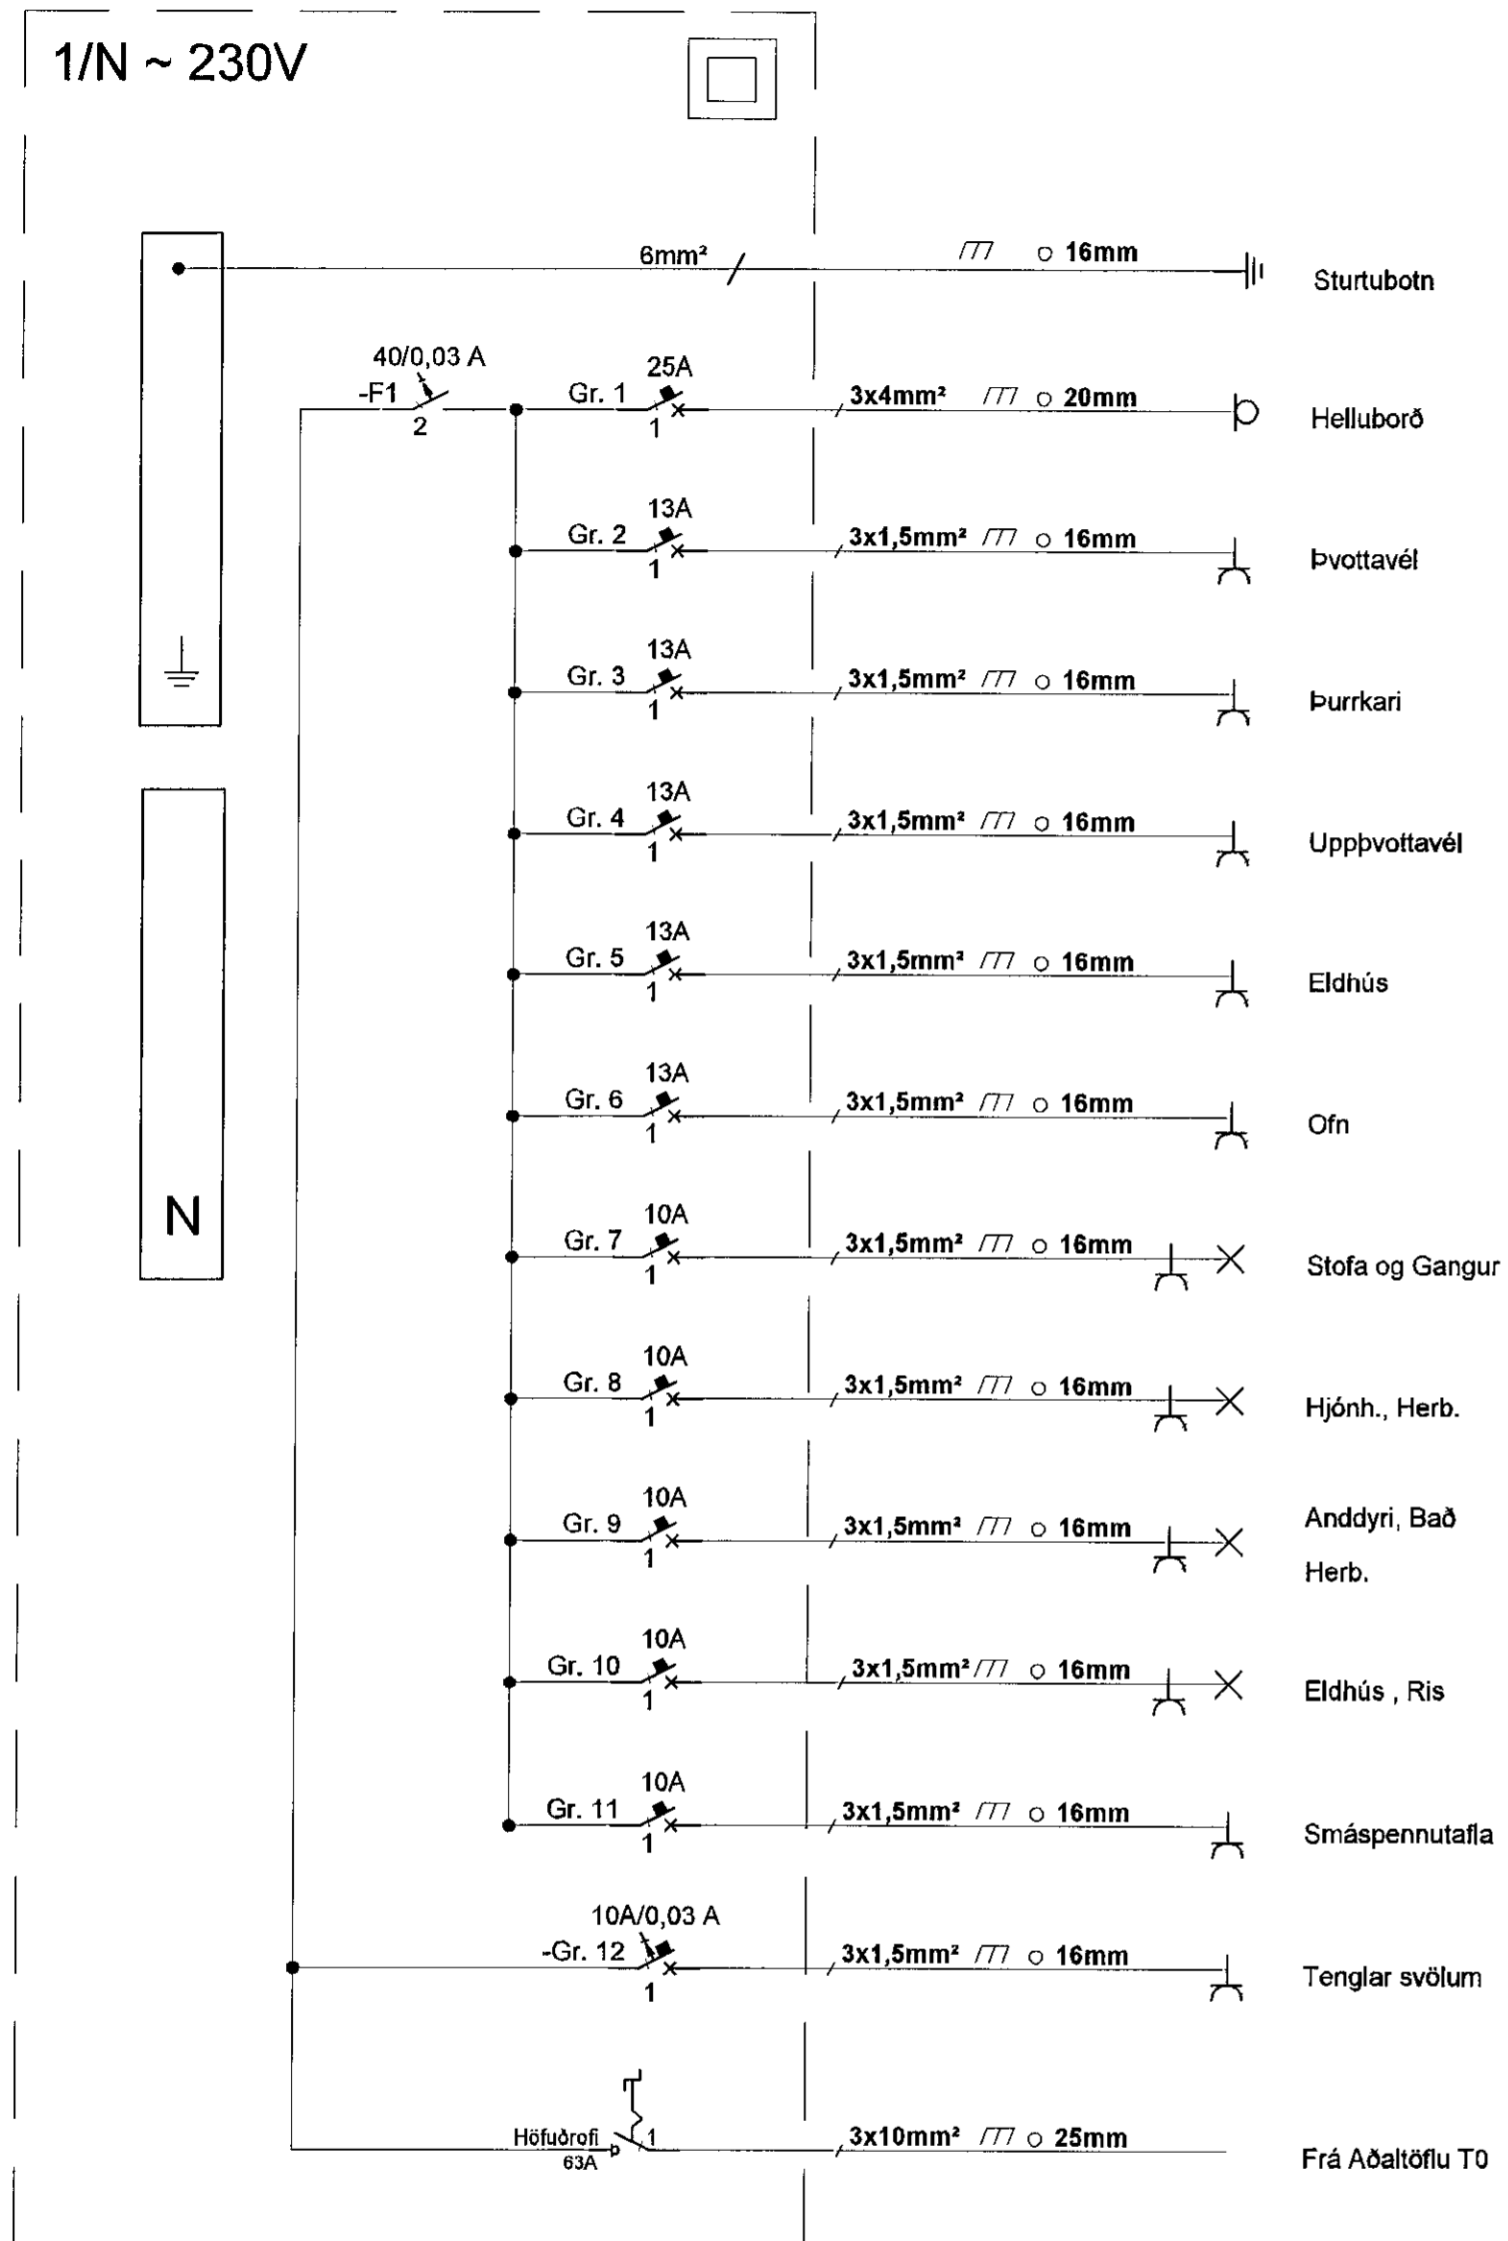 1/N ~ 230V
6mm² 16mm Sturtubotn
40/0,03 A
-F1
2
25A
Gr. 1 3x4mm² 20mm Helluborð
1
13A
Gr. 2 3x1,5mm² 16mm Þvottavél
1
13A
Gr. 3 3x1,5mm² 16mm Þurrkari
1
13A
Gr. 4 3x1,5mm² 16mm Uppþvottavél
1
13A
Gr. 5 3x1,5mm² 16mm Eldhús
1
13A
Gr. 6 3x1,5mm² 16mm Ofn
1
N
10A
Gr. 7 3x1,5mm² 16mm Stofa og Gangur
1
10A
Gr. 8 3x1,5mm² 16mm Hjónh., Herb.
1
10A
Gr. 9 3x1,5mm² 16mm Anddyri, Bað
Herb.
1
10A
Gr. 10 3x1,5mm² 16mm Eldhús , Ris
1
10A
Gr. 11 3x1,5mm² 16mm Smáspennutafla
1
10A/0,03 A
-Gr. 12 3x1,5mm² 16mm Tenglar svölum
1
Höfuðrofi 1 3x10mm² 25mm Frá Aðaltöflu T0
63A